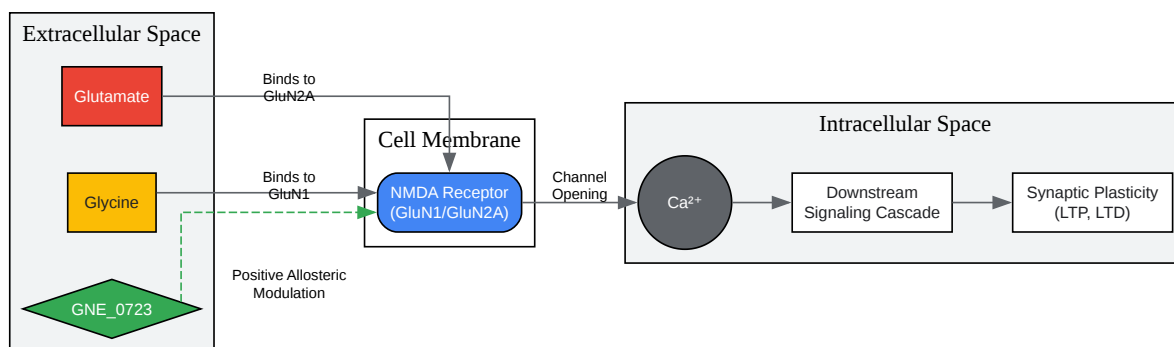 Extracellular Space
Glutamate
Binds to
GluN2A
Glycine
Binds to
GluN1
GNE_0723
Positive Allosteric
Modulation
Cell Membrane
NMDA Receptor
(GluN1/GluN2A)
Channel
Opening
Intracellular Space
Ca²⁺
Downstream
Signaling Cascade
Synaptic Plasticity
(LTP, LTD)